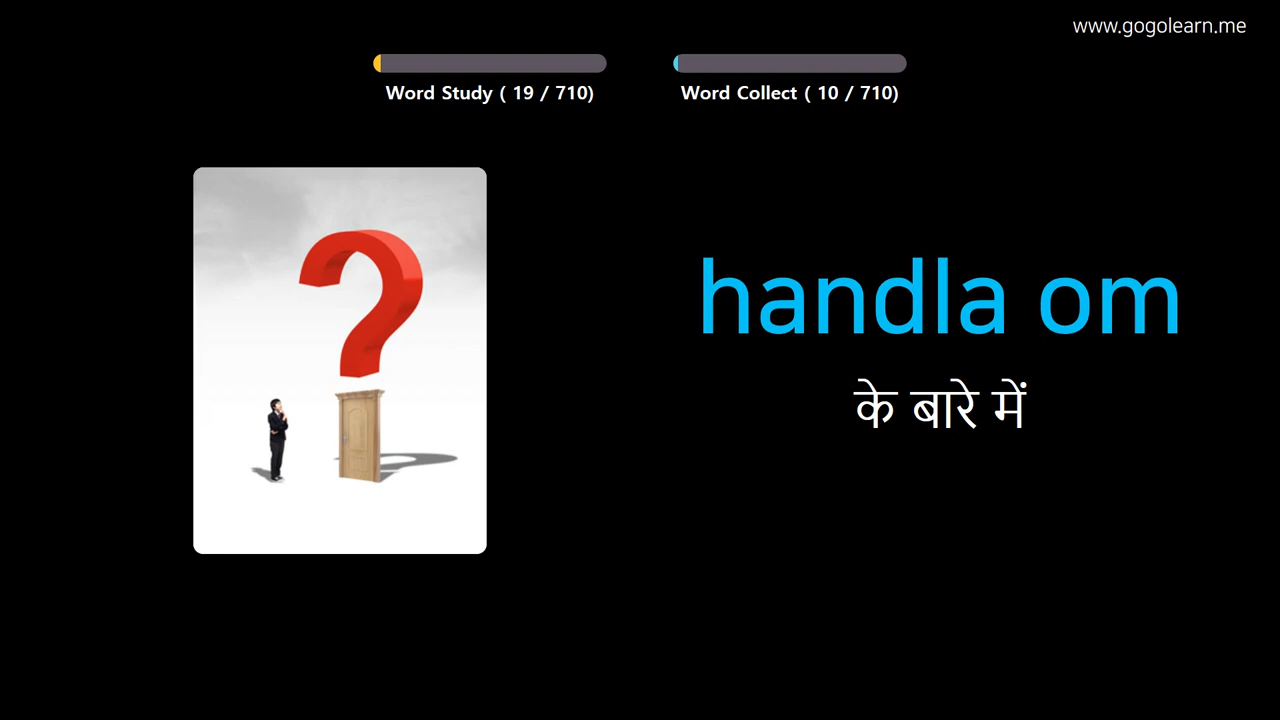 www.gogolearn.me
Word Study ( 19 / 710)
Word Collect ( 10 / 710)
handla om
के बारे में